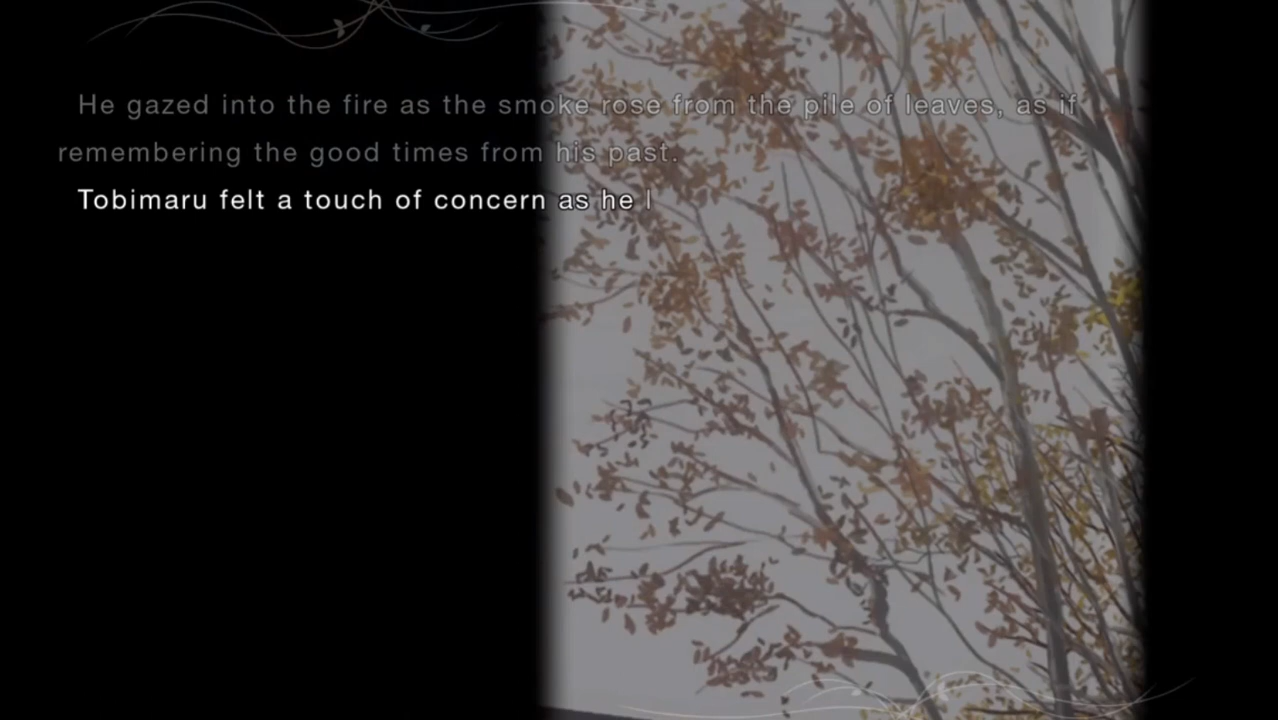 He gazed into the fire as the smoke rose from the pile of leaves, as if
remembering the good times from his past.
Tobimaru felt a touch of concern as he l